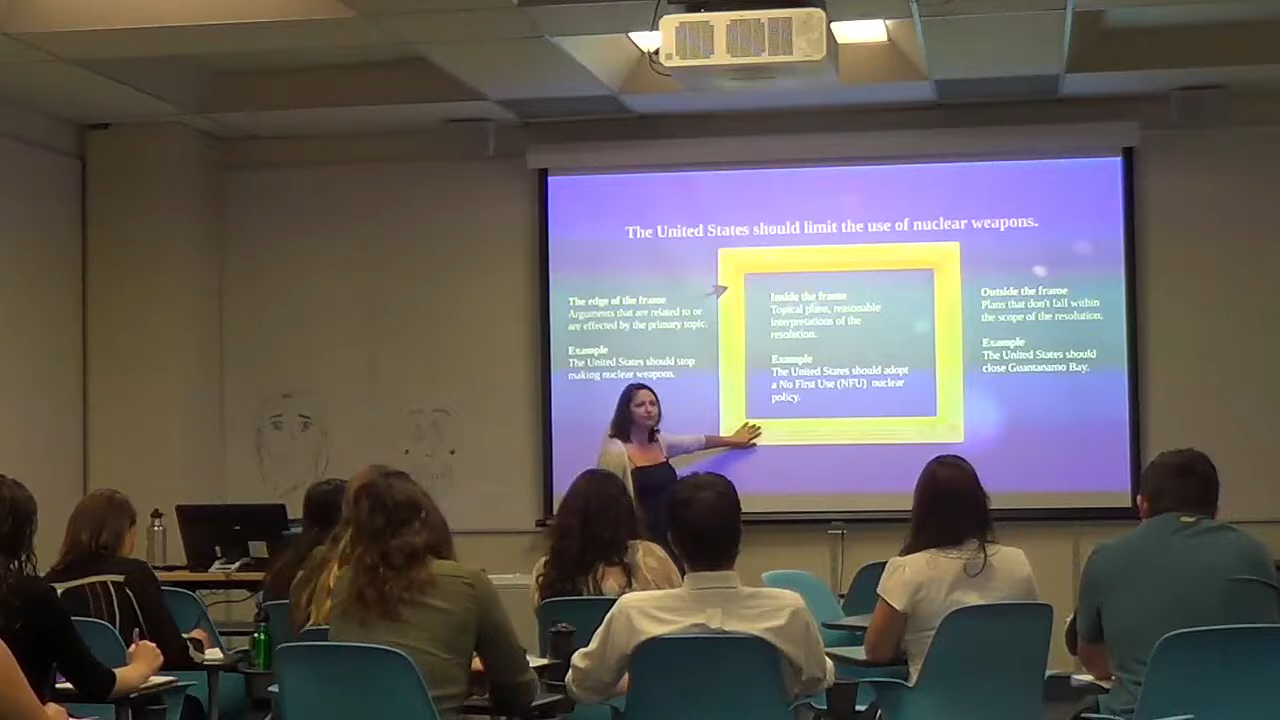 The United States should limit the use of nuclear weapons.
The edge of the frame
Arguments that are related to or
are effected by the primary topic.
Example
The United States should stop
making nuclear weapons.
Inside the frame
Topical plans, reasonable
interpretations of the
resolution.
Example
The United States should adopt
a No First Use (NFU) nuclear
policy.
Outside the frame
Plans that don't fall within
the scope of the resolution.
Example
The United States should
close Guantanamo Bay.